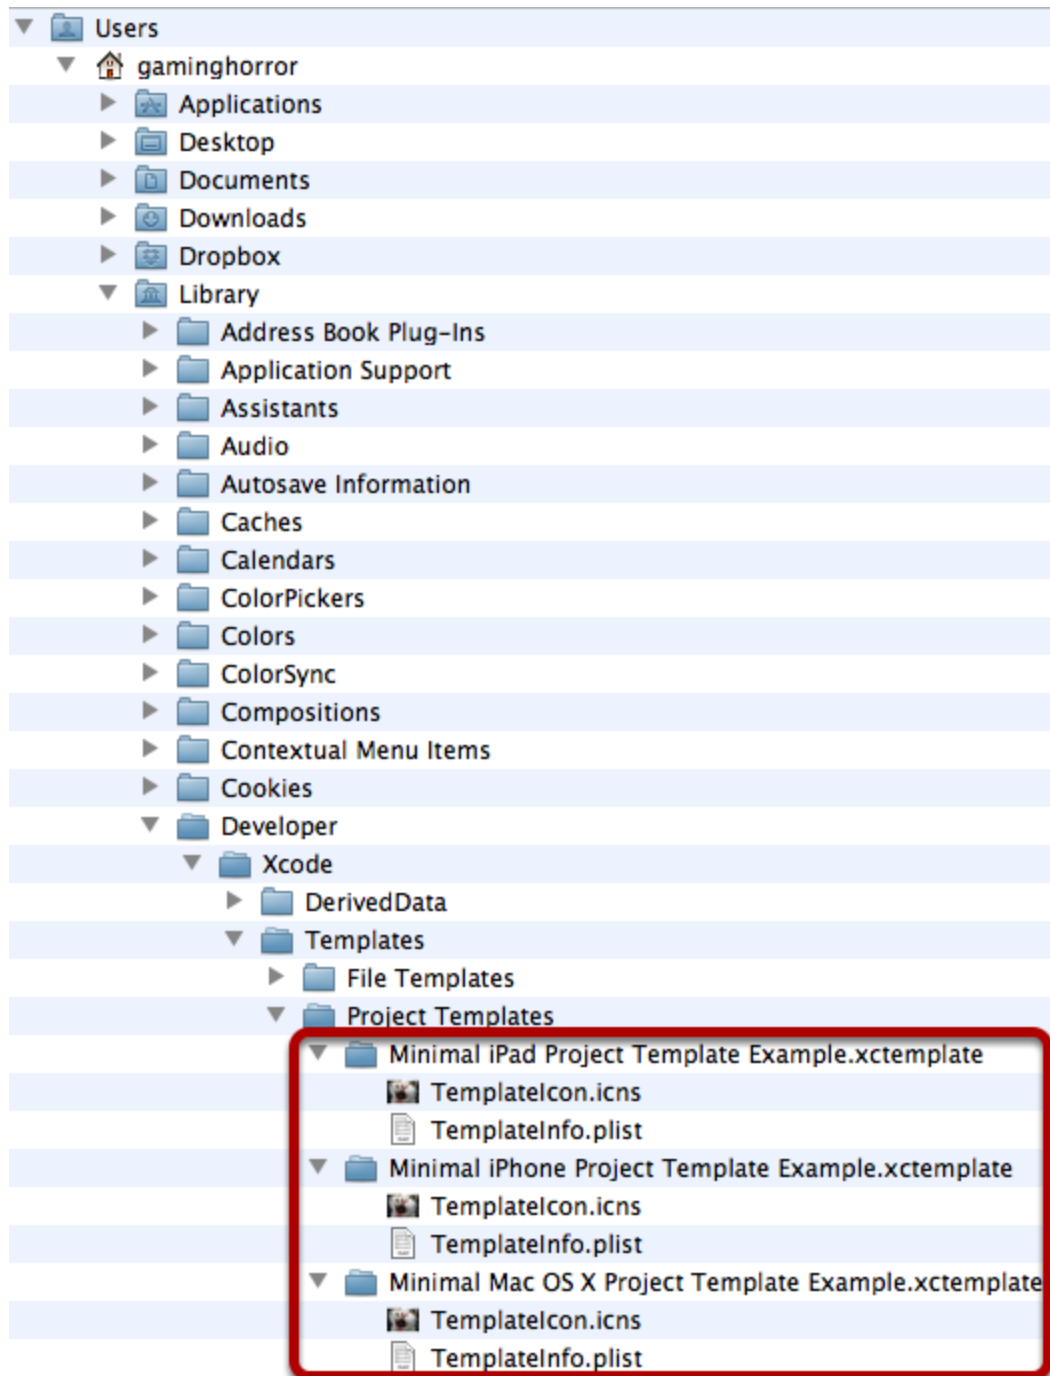 Users
gaminghorror
Applications
Desktop
Documents
Downloads
Dropbox
Library
Address Book Plug-Ins
Application Support
Assistants
Audio
Autosave Information
Caches
Calendars
ColorPickers
Colors
ColorSync
Compositions
Contextual Menu Items
Cookies
Developer
Xcode
DerivedData
Templates
File Templates
Project Templates
Minimal iPad Project Template Example.xctemplate
TemplateIcon.icns
TemplateInfo.plist
Minimal iPhone Project Template Example.xctemplate
TemplateIcon.icns
TemplateInfo.plist
Minimal Mac OS X Project Template Example.xctemplate
TemplateIcon.icns
TemplateInfo.plist